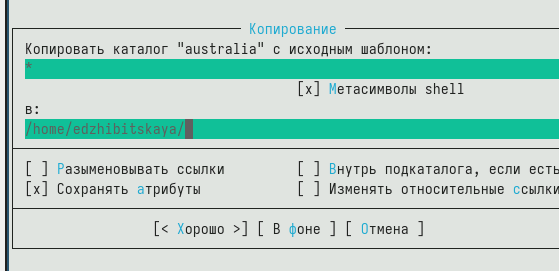 Копирование
Копировать каталог "australia" с исходным шаблоном:
*
[x] Метасимволы shell
в:
/home/edzhibitskaya/
[ ] Разыменовывать ссылки [ ] Внутрь подкаталога, если есть
[x] Сохранять атрибуты [ ] Изменять относительные ссылки
[< Хорошо >] [ В фоне ] [ Отмена ]